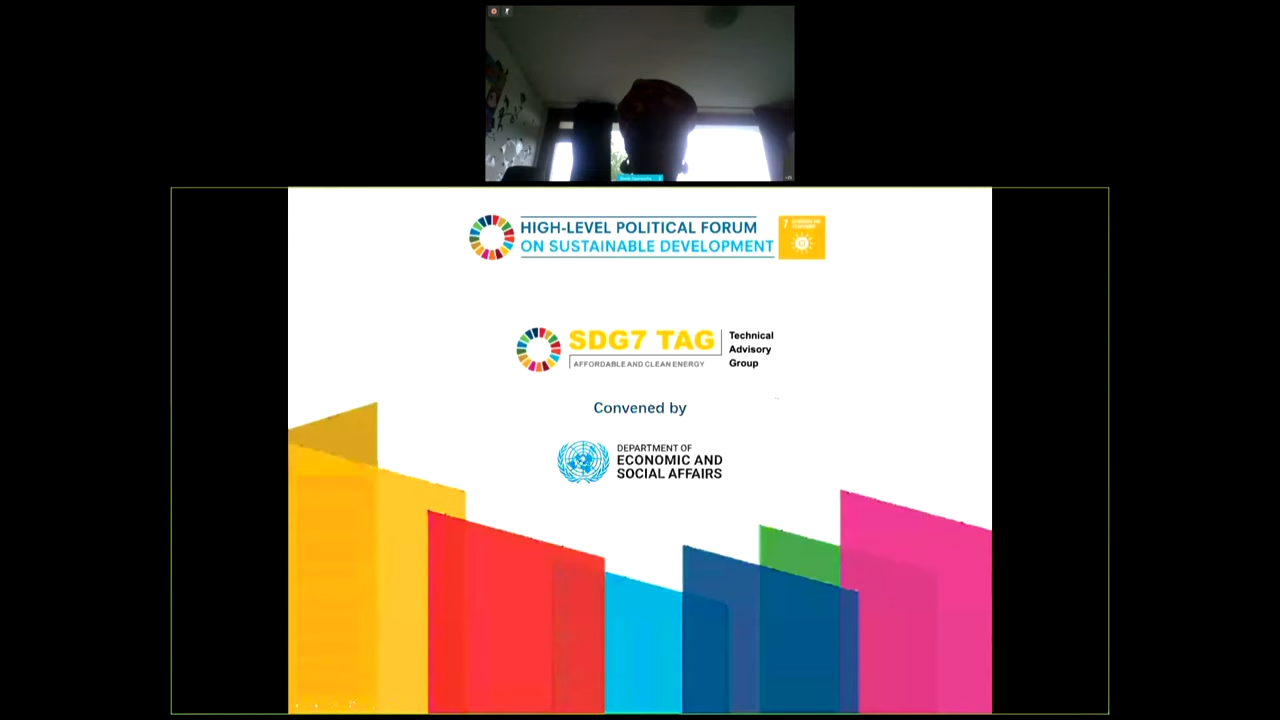 HIGH-LEVEL POLITICAL FORUM
ON SUSTAINABLE DEVELOPMENT
7
SDG7 TAG
AFFORDABLE AND CLEAN ENERGY
Technical
Advisory
Group
Convened by
DEPARTMENT OF
ECONOMIC AND
SOCIAL AFFAIRS